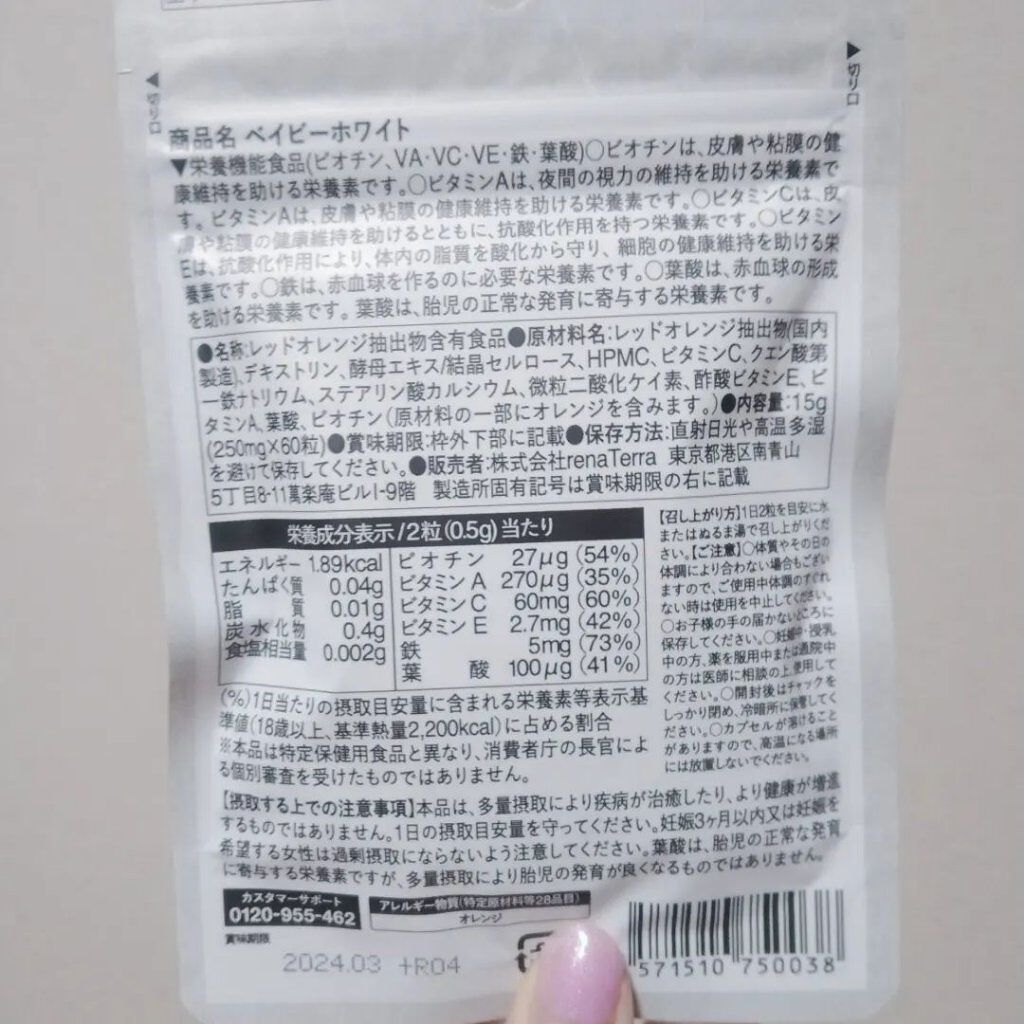 切り口
切り口
商品名 ベイビーホワイト
▼栄養機能食品(ビオチン、VA・VC・VE・鉄・葉酸)○ビオチンは、皮膚や粘膜の健
康維持を助ける栄養素です。○ビタミンAは、夜間の視力の維持を助ける栄養素で
す。ビタミンAは、皮膚や粘膜の健康維持を助ける栄養素です。○ビタミンCは、皮
膚や粘膜の健康維持を助けるとともに、抗酸化作用を持つ栄養素です。○ビタミン
Eは、抗酸化作用により、体内の脂質を酸化から守り、細胞の健康維持を助ける栄
養素です。○鉄は、赤血球を作るのに必要な栄養素です。○葉酸は、赤血球の形成
を助ける栄養素です。葉酸は、胎児の正常な発育に寄与する栄養素です。
●名称:レッドオレンジ抽出物含有食品●原材料名:レッドオレンジ抽出物(国内
製造)、デキストリン、酵母エキス/結晶セルロース、HPMC、ビタミンC、クエン酸第
一鉄ナトリウム、ステアリン酸カルシウム、微粒二酸化ケイ素、酢酸ビタミンE、ビ
タミンA、葉酸、ビオチン(原材料の一部にオレンジを含みます。)●内容量:15g
(250mg×60粒)●賞味期限:枠外下部に記載●保存方法:直射日光や高温多湿
を避けて保存してください。●販売者:株式会社renaTerra 東京都港区南青山
5丁目8-11萬楽庵ビルI-9階 製造所固有記号は賞味期限の右に記載
栄養成分表示/2粒(0.5g)当たり
エネルギー 1.89kcal
たんぱく質 0.04g
脂質 0.01g
炭水化物 0.4g
食塩相当量 0.002g
ビオチン 27μg(54%)
ビタミンA 270μg(35%)
ビタミンC 60mg(60%)
ビタミンE 2.7mg(42%)
鉄 5mg(73%)
葉酸 100μg(41%)
(%)1日当たりの摂取目安量に含まれる栄養素等表示基
準値(18歳以上、基準熱量2,200kcal)に占める割合
※本品は特定保健用食品と異なり、消費者庁の長官によ
る個別審査を受けたものではありません。
【召し上がり方】1日2粒を目安に水
またはぬるま湯で召し上がりくだ
さい。【ご注意】○体質やその日の
体調により合わない場合もござい
ますので、ご使用中体調のすぐれ
ない時は使用を中止してください。
○お子様の手の届かないところに
保存してください。○妊娠中・授乳
中の方、薬を服用中または通院中
の方は医師に相談の上、使用して
ください。○開封後はチャックを
しっかり閉め、冷暗所に保管してく
ださい。○カプセルが溶けること
がありますので、高温になる場所
には放置しないでください。
【摂取する上での注意事項】本品は、多量摂取により疾病が治癒したり、より健康が増進
するものではありません。1日の摂取目安量を守ってください。妊娠3ヶ月以内又は妊娠を
希望する女性は過剰摂取にならないよう注意してください。葉酸は、胎児の正常な発育
に寄与する栄養素ですが、多量摂取により胎児の発育が良くなるものではありません。
カスタマーサポート
0120-955-462
アレルギー物質(特定原材料等28品目)
オレンジ
賞味期限
2024.03 +R04
571510 750038